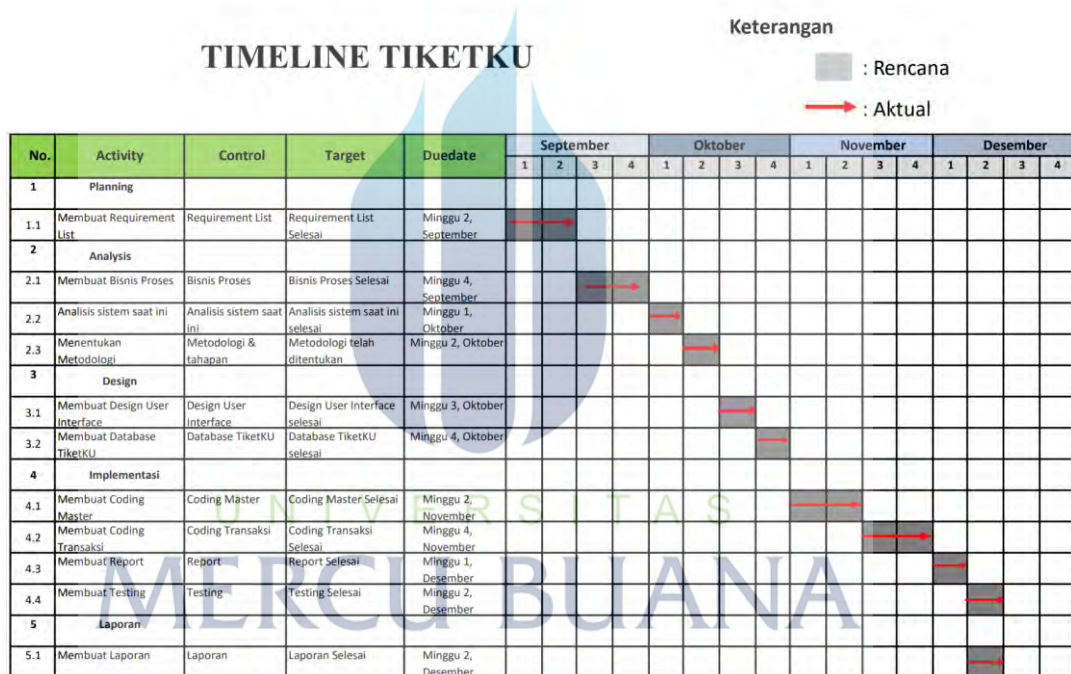 Keterangan
TIMELINE TIKETKU
: Rencana
: Aktual
No. Activity Control Target Duedate September Oktober November Desember
1 2 3 4 1 2 3 4 1 2 3 4 1 2 3 4
1 Planning
1.1 Membuat Requirement List Requirement List Requirement List Selesai Minggu 2, September
2 Analysis
2.1 Membuat Bisnis Proses Bisnis Proses Bisnis Proses Selesai Minggu 4, September
2.2 Analisis sistem saat ini Analisis sistem saat ini Analisis sistem saat ini selesai Minggu 1, Oktober
2.3 Menentukan Metodologi Metodologi & tahapan Metodologi telah ditentukan Minggu 2, Oktober
3 Design
3.1 Membuat Design User Interface Design User Interface Design User Interface selesai Minggu 3, Oktober
3.2 Membuat Database TiketKU Database TiketKU Database TiketKU selesai Minggu 4, Oktober
4 Implementasi
4.1 Membuat Coding Master Coding Master Coding Master Selesai Minggu 2, November
UNIVERSITAS
4.2 Membuat Coding Transaksi Coding Transaksi Coding Transaksi Selesai Minggu 4, November
4.3 Membuat Report Report Report Selesai Minggu 1, Desember
MERCU BUANA
4.4 Membuat Testing Testing Testing Selesai Minggu 2, Desember
5 Laporan
5.1 Membuat Laporan Laporan Laporan Selesai Minggu 2, Desember